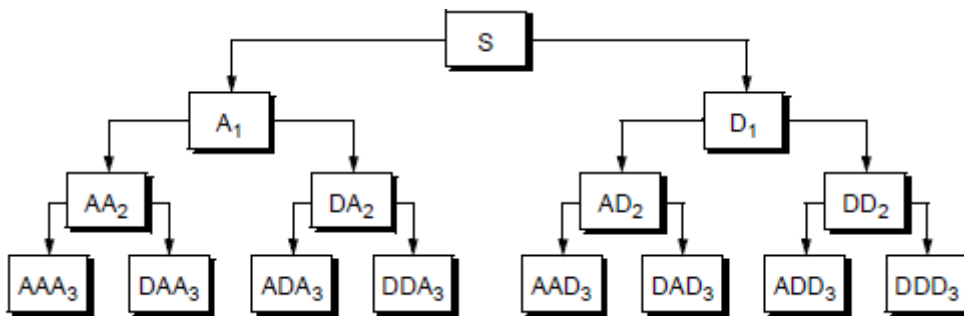 S
A₁ D₁
AA₂ DA₂ AD₂ DD₂
AAA₃ DAA₃ ADA₃ DDA₃ AAD₃ DAD₃ ADD₃ DDD₃